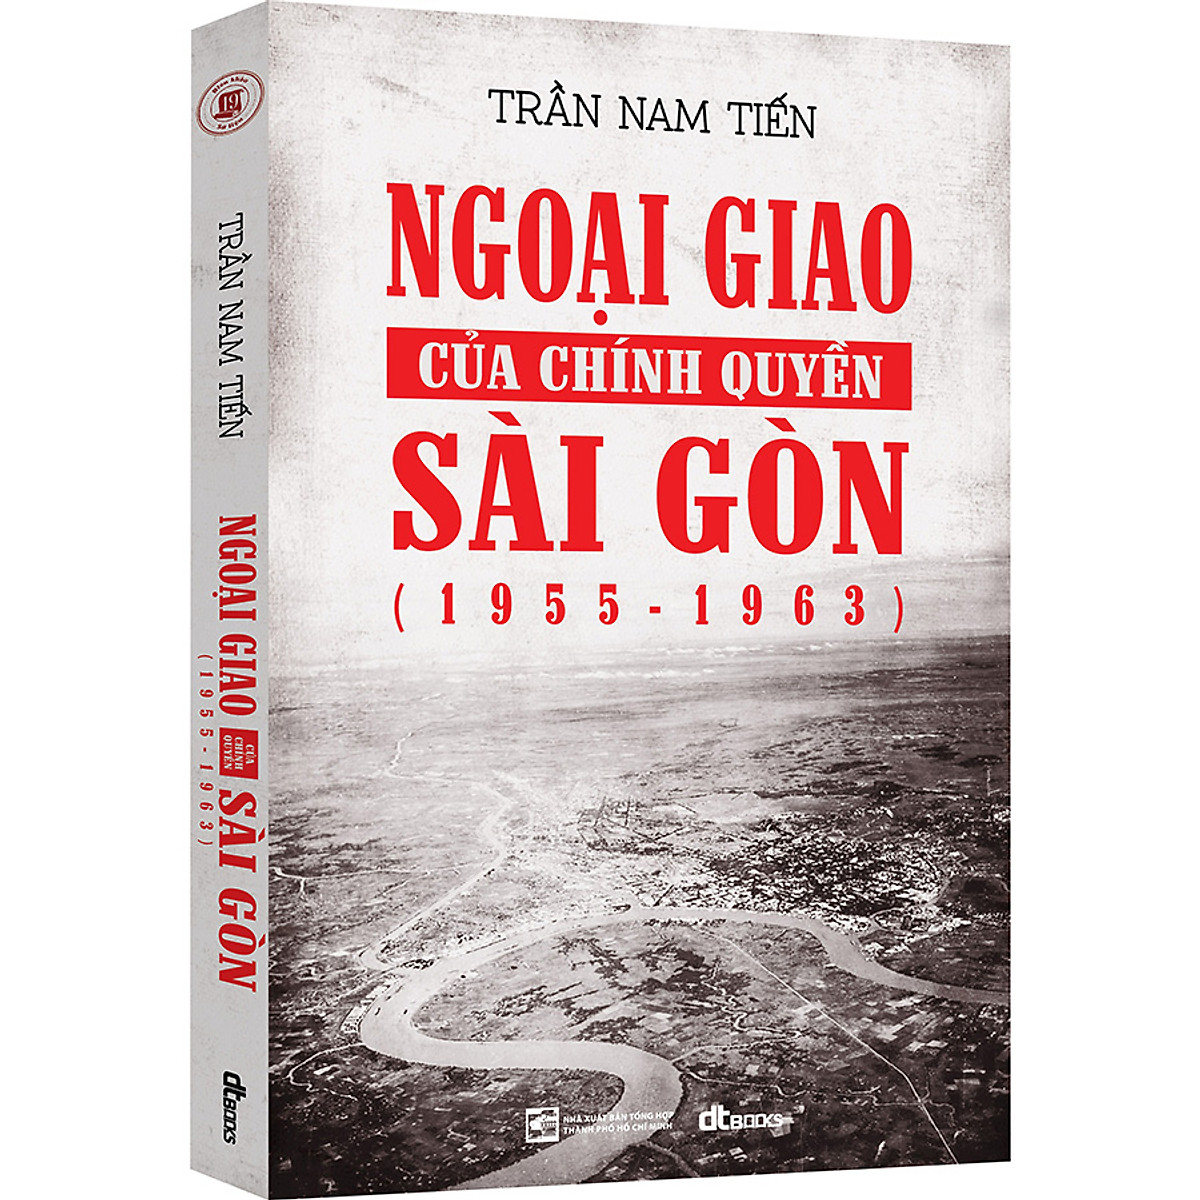 TRẦN NAM TIẾN
NGOẠI GIAO
CỦA CHÍNH QUYỀN
SÀI GÒN
(1955-1963)
NHÀ XUẤT BẢN TỔNG HỢP
THÀNH PHỐ HỒ CHÍ MINH
dtBOOKS
TRẦN NAM TIẾN
NGOẠI GIAO
CỦA
CHÍNH
QUYỀN
SÀI GÒN
(1955-1963)
dtBOOKS